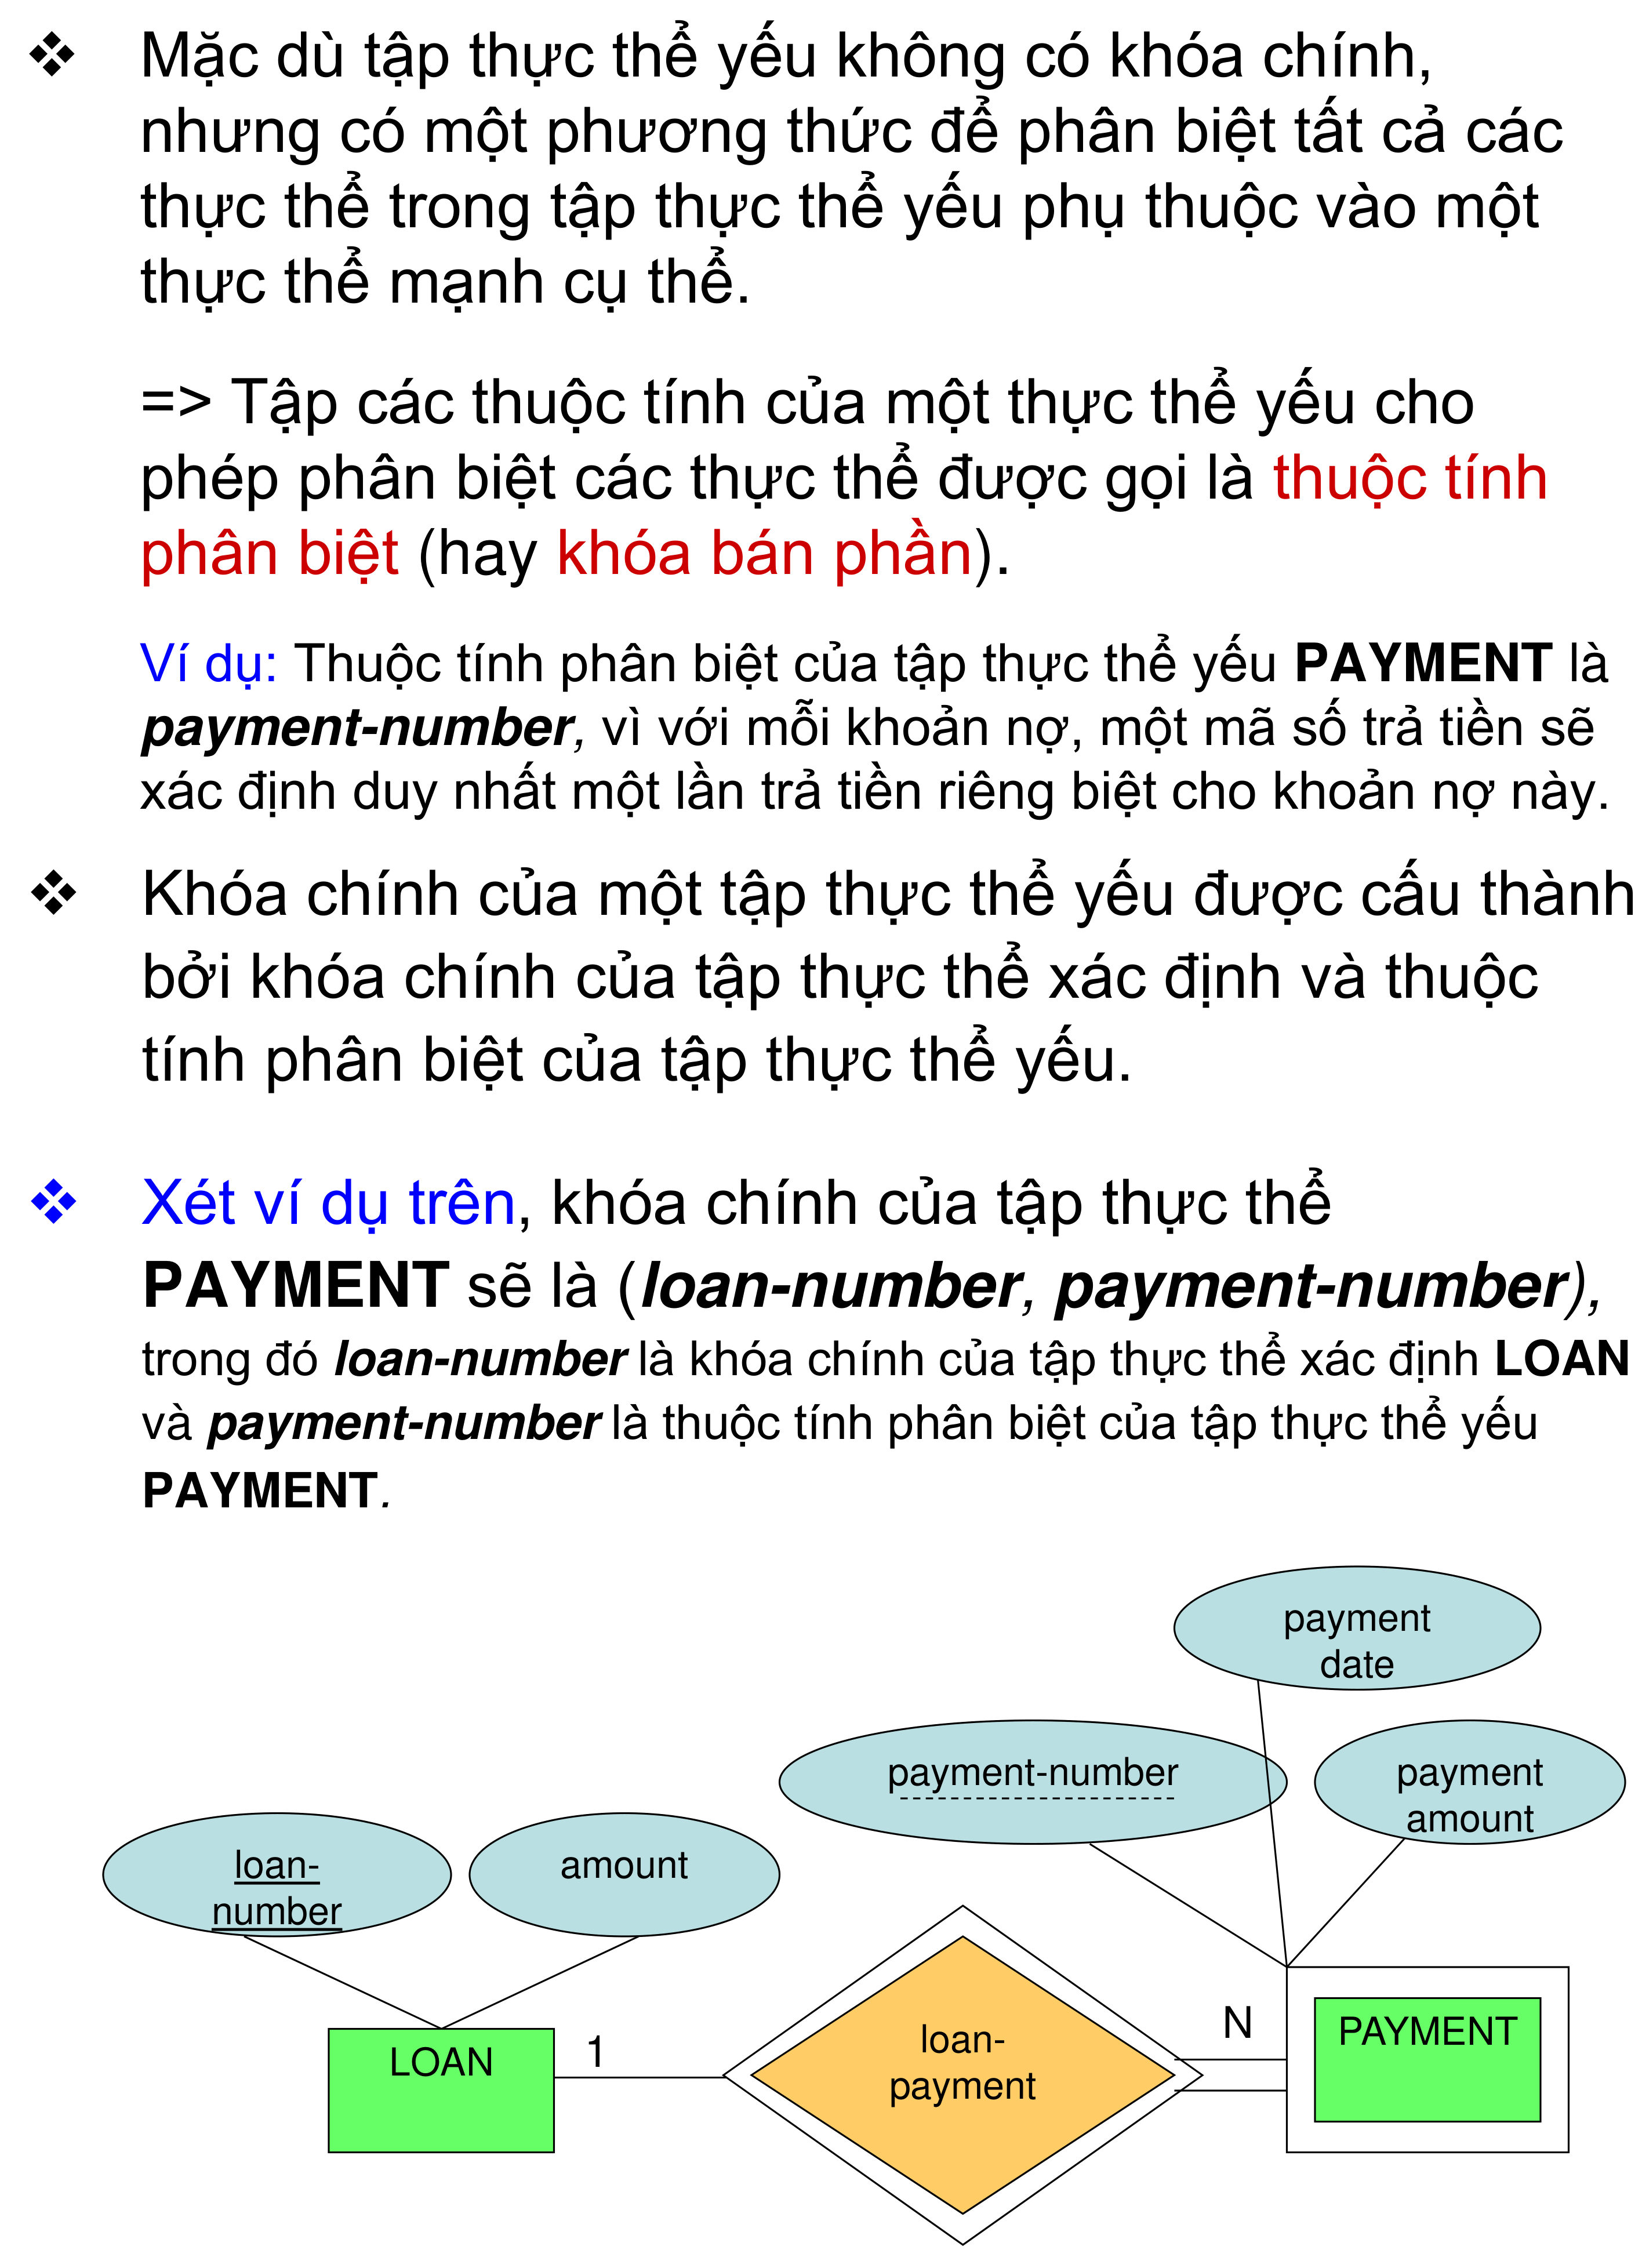 ❖ Mặc dù tập thực thể yếu không có khóa chính,
nhưng có một phương thức để phân biệt tất cả các
thực thể trong tập thực thể yếu phụ thuộc vào một
thực thể mạnh cụ thể.
=> Tập các thuộc tính của một thực thể yếu cho
phép phân biệt các thực thể được gọi là thuộc tính
phân biệt (hay khóa bán phần).
Ví dụ: Thuộc tính phân biệt của tập thực thể yếu PAYMENT là
payment-number, vì với mỗi khoản nợ, một mã số trả tiền sẽ
xác định duy nhất một lần trả tiền riêng biệt cho khoản nợ này.
❖ Khóa chính của một tập thực thể yếu được cấu thành
bởi khóa chính của tập thực thể xác định và thuộc
tính phân biệt của tập thực thể yếu.
❖ Xét ví dụ trên, khóa chính của tập thực thể
PAYMENT sẽ là (loan-number, payment-number),
trong đó loan-number là khóa chính của tập thực thể xác định LOAN
và payment-number là thuộc tính phân biệt của tập thực thể yếu
PAYMENT.
payment
date
payment-number
payment
amount
loan-
number
amount
LOAN
1
loan-
payment
N
PAYMENT